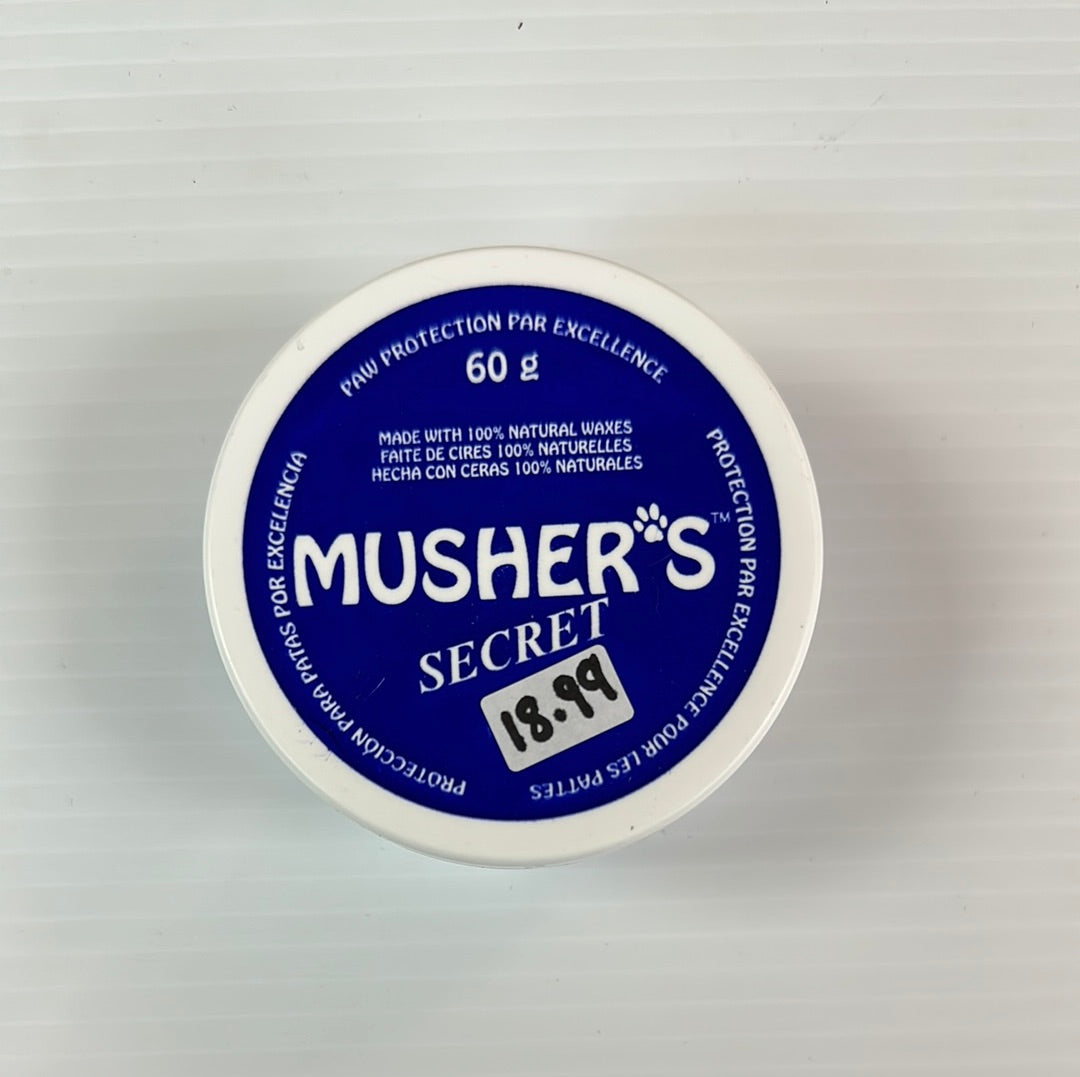 PAW PROTECTION PAR EXCELLENCE
60 g
MADE WITH 100% NATURAL WAXES
FAITE DE CIRES 100% NATURELLES
HECHA CON CERAS 100% NATURALES
MUSHER'S™
SECRET
18.99
PROTECTION PAR EXCELLENCE POUR LES PATTES
PROTECCIÓN PARA PATAS POR EXCELENCIA